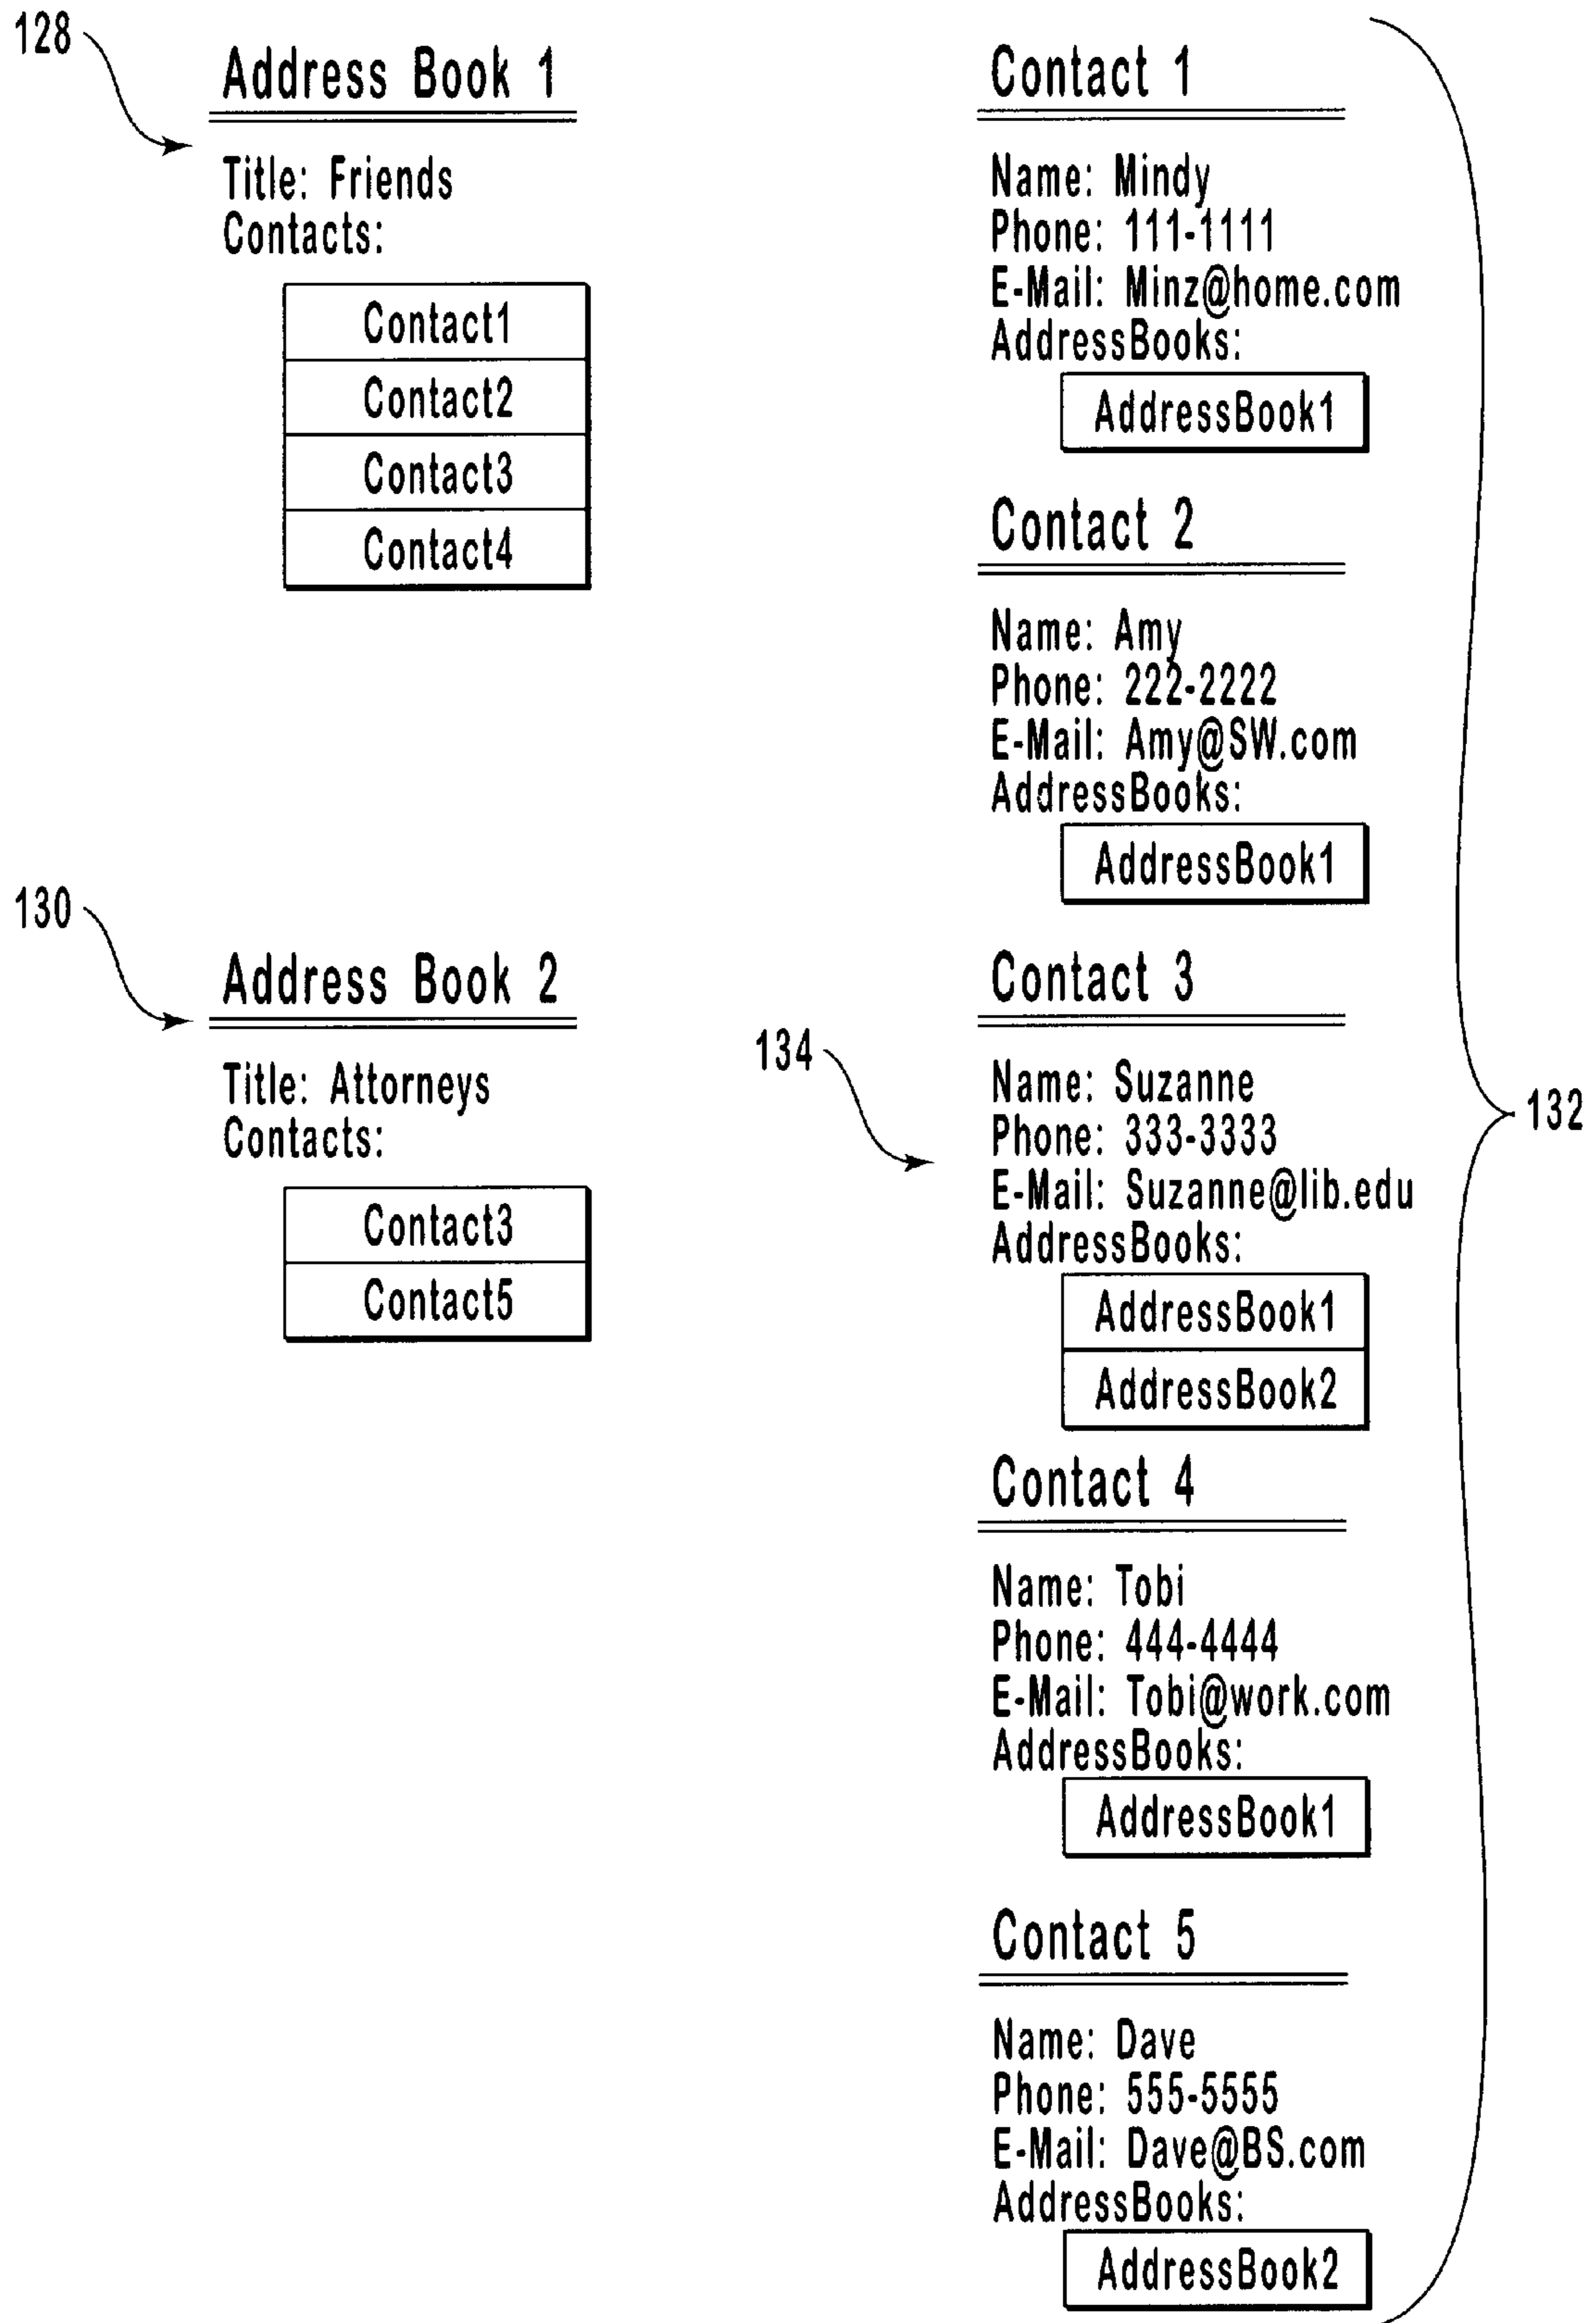 128
Address Book 1
Title: Friends
Contacts:
Contact1
Contact2
Contact3
Contact4
130
Address Book 2
Title: Attorneys
Contacts:
Contact3
Contact5
Contact 1
Name: Mindy
Phone: 111-1111
E-Mail: Minz@home.com
AddressBooks:
AddressBook1
Contact 2
Name: Amy
Phone: 222-2222
E-Mail: Amy@SW.com
AddressBooks:
AddressBook1
134
Contact 3
Name: Suzanne
Phone: 333-3333
E-Mail: Suzanne@lib.edu
AddressBooks:
AddressBook1
AddressBook2
Contact 4
Name: Tobi
Phone: 444-4444
E-Mail: Tobi@work.com
AddressBooks:
AddressBook1
Contact 5
Name: Dave
Phone: 555-5555
E-Mail: Dave@BS.com
AddressBooks:
AddressBook2
132